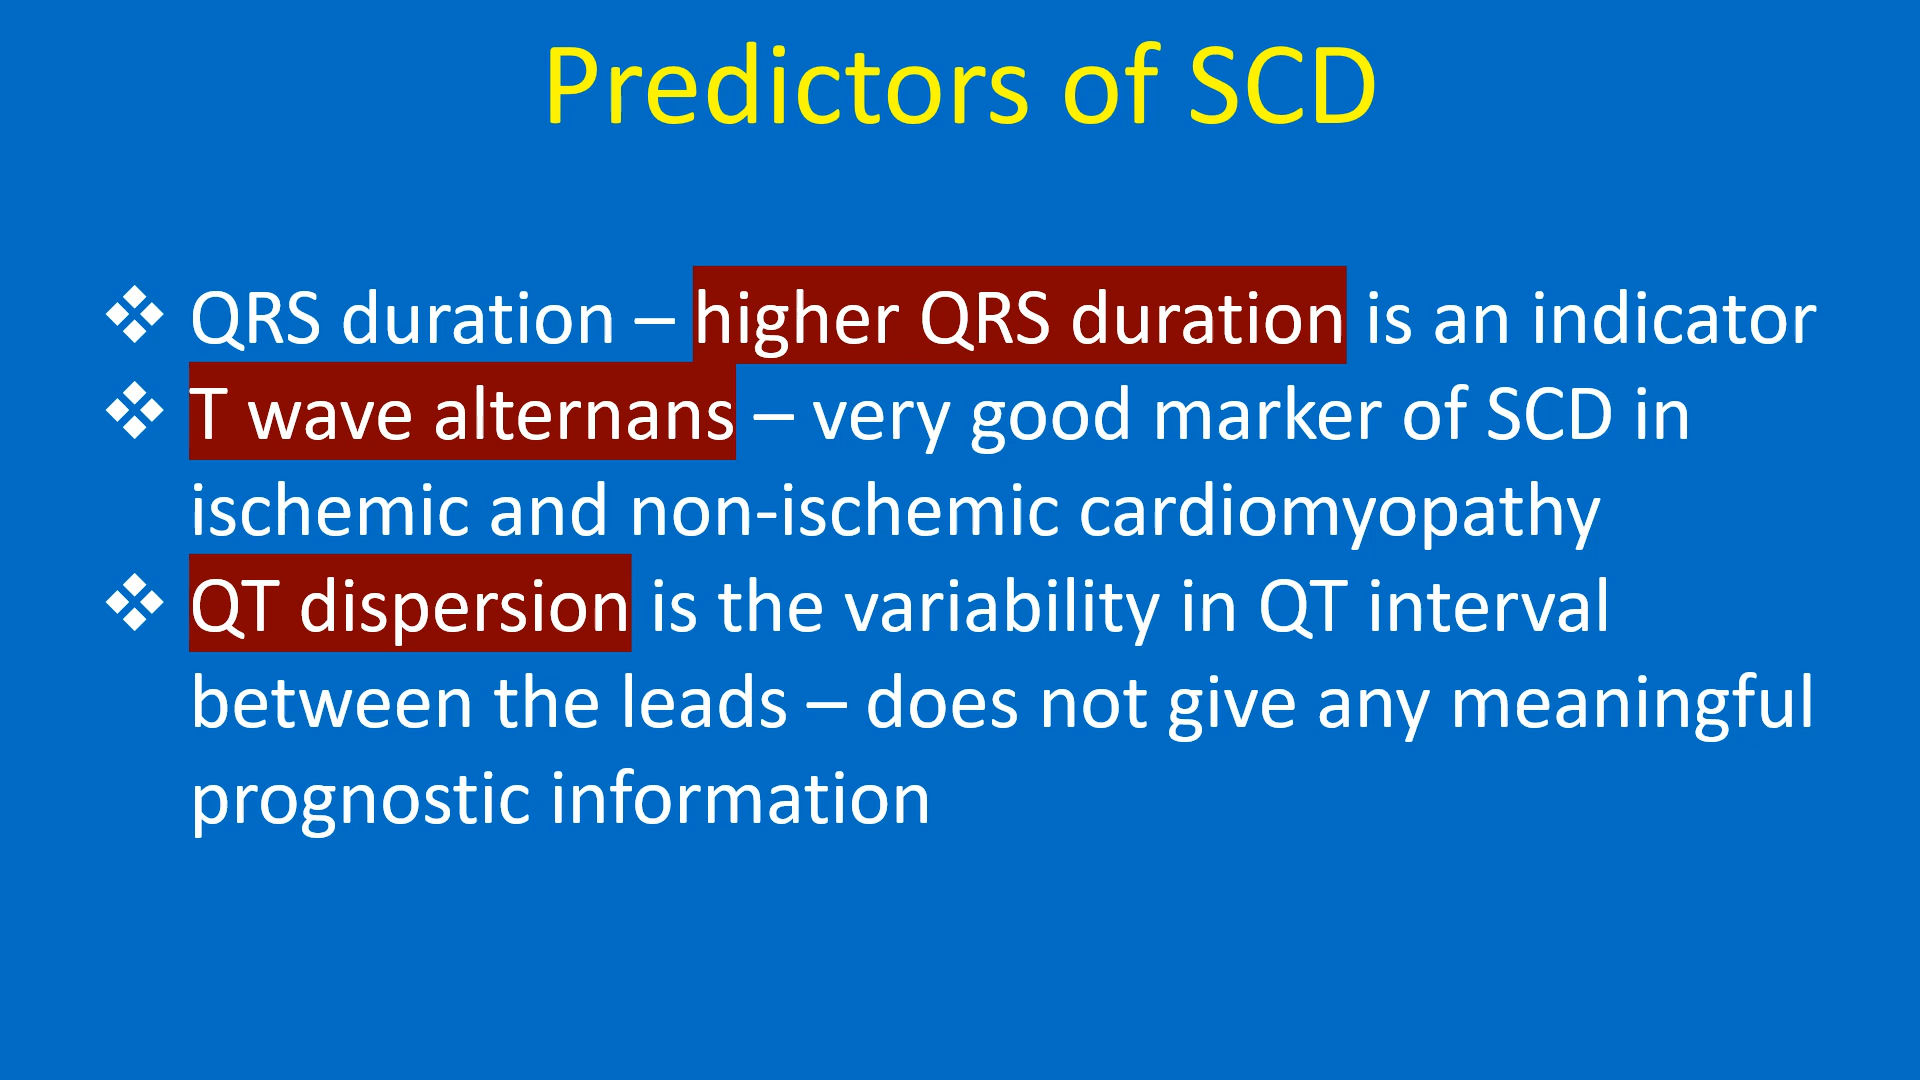 Predictors of SCD
❖ QRS duration – higher QRS duration is an indicator
❖ T wave alternans – very good marker of SCD in
ischemic and non-ischemic cardiomyopathy
❖ QT dispersion is the variability in QT interval
between the leads – does not give any meaningful
prognostic information